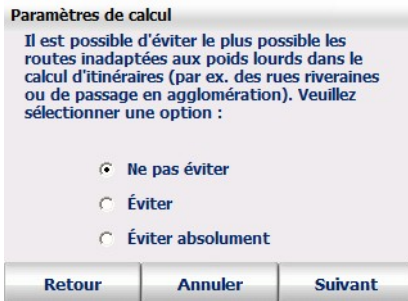 Paramètres de calcul
Il est possible d'éviter le plus possible les
routes inadaptées aux poids lourds dans le
calcul d'itinéraires (par ex. des rues riveraines
ou de passage en agglomération). Veuillez
sélectionner une option :
Ne pas éviter
Éviter
Éviter absolument
Retour Annuler Suivant